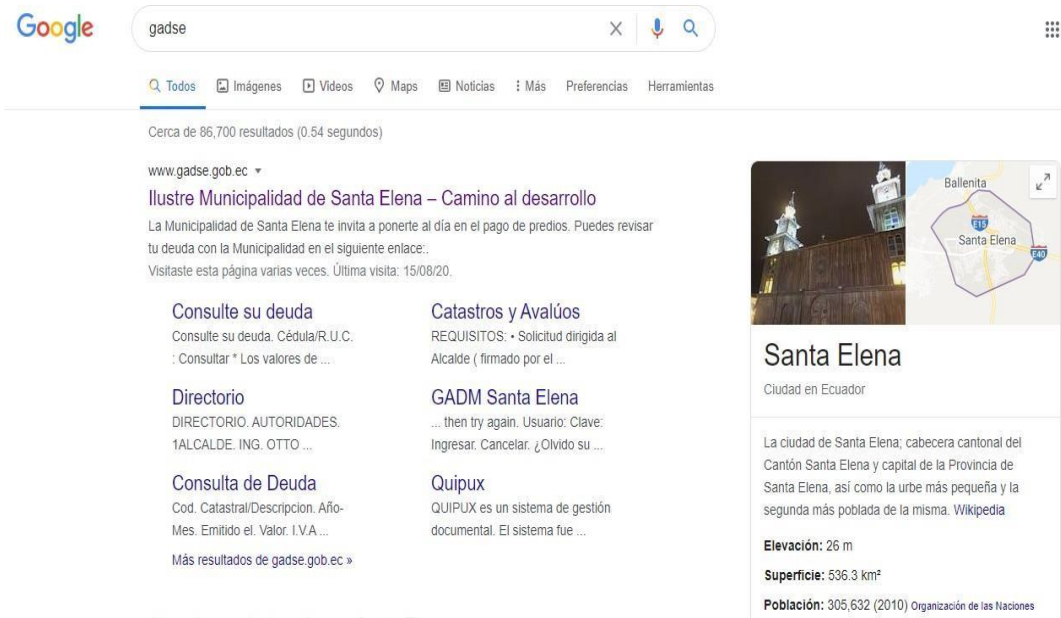 Google
gadse
Todos Imágenes Videos Maps Noticias Más Preferencias Herramientas
Cerca de 86,700 resultados (0.54 segundos)
www.gadse.gob.ec
Ilustre Municipalidad de Santa Elena – Camino al desarrollo
La Municipalidad de Santa Elena te invita a ponerte al día en el pago de predios. Puedes revisar
tu deuda con la Municipalidad en el siguiente enlace:.
Visitaste esta página varias veces. Última visita: 15/08/20.
Consulte su deuda
Consulte su deuda. Cédula/R.U.C.
: Consultar * Los valores de ...
Catastros y Avalúos
REQUISITOS: • Solicitud dirigida al
Alcalde ( firmado por el ...
Directorio
DIRECTORIO. AUTORIDADES.
1ALCALDE. ING. OTTO ...
GADM Santa Elena
... then try again. Usuario: Clave:
Ingresar. Cancelar. ¿Olvido su ...
Consulta de Deuda
Cod. Catastral/Descripcion. Año-
Mes. Emitido el. Valor. I.V.A ...
Quipux
QUIPUX es un sistema de gestión
documental. El sistema fue ...
Más resultados de gadse.gob.ec »
Ballenita
E15
Santa Elena
E40
Santa Elena
Ciudad en Ecuador
La ciudad de Santa Elena; cabecera cantonal del
Cantón Santa Elena y capital de la Provincia de
Santa Elena, así como la urbe más pequeña y la
segunda más poblada de la misma. Wikipedia
Elevación: 26 m
Superficie: 536.3 km²
Población: 305,632 (2010) Organización de las Naciones